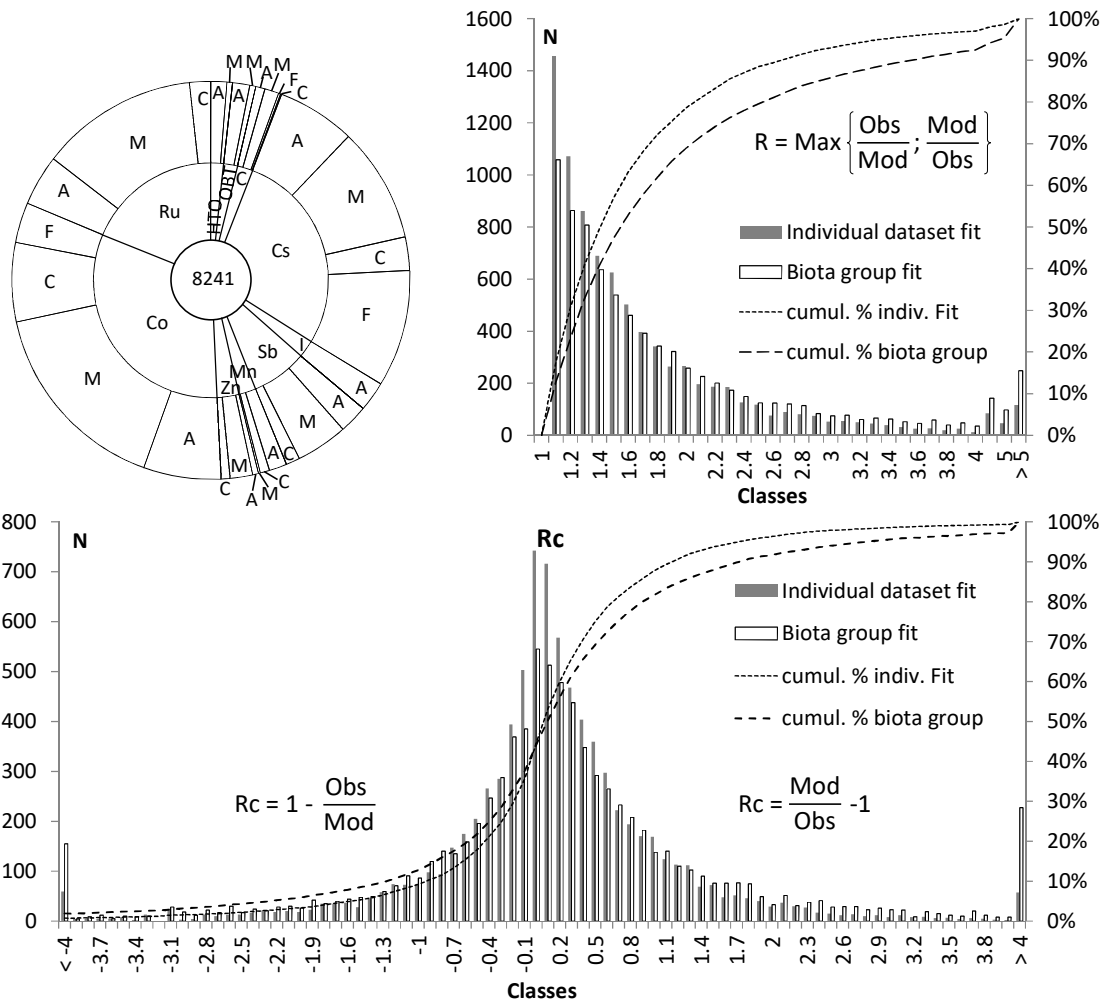 8241
HTO
OBT
C
Cs
I
Sb
Mn
Zn
Co
Ru
C
A
M
A
M
A
M
F
C
A
M
C
F
A
A
M
C
A
C
M
A
M
C
A
M
C
F
A
M
N
1600
1400
1200
1000
800
600
400
200
0
100%
90%
80%
70%
60%
50%
40%
30%
20%
10%
0%
R = Max { Obs / Mod ; Mod / Obs }
Individual dataset fit
Biota group fit
cumul. % indiv. Fit
cumul. % biota group
1 1.2 1.4 1.6 1.8 2 2.2 2.4 2.6 2.8 3 3.2 3.4 3.6 3.8 4 5 > 5
Classes
N
Rc
800
700
600
500
400
300
200
100
0
100%
90%
80%
70%
60%
50%
40%
30%
20%
10%
0%
Individual dataset fit
Biota group fit
cumul. % indiv. Fit
cumul. % biota group
Rc = 1 - Obs / Mod
Rc = Mod / Obs -1
< -4 -3.7 -3.4 -3.1 -2.8 -2.5 -2.2 -1.9 -1.6 -1.3 -1 -0.7 -0.4 -0.1 0.2 0.5 0.8 1.1 1.4 1.7 2 2.3 2.6 2.9 3.2 3.5 3.8 > 4
Classes